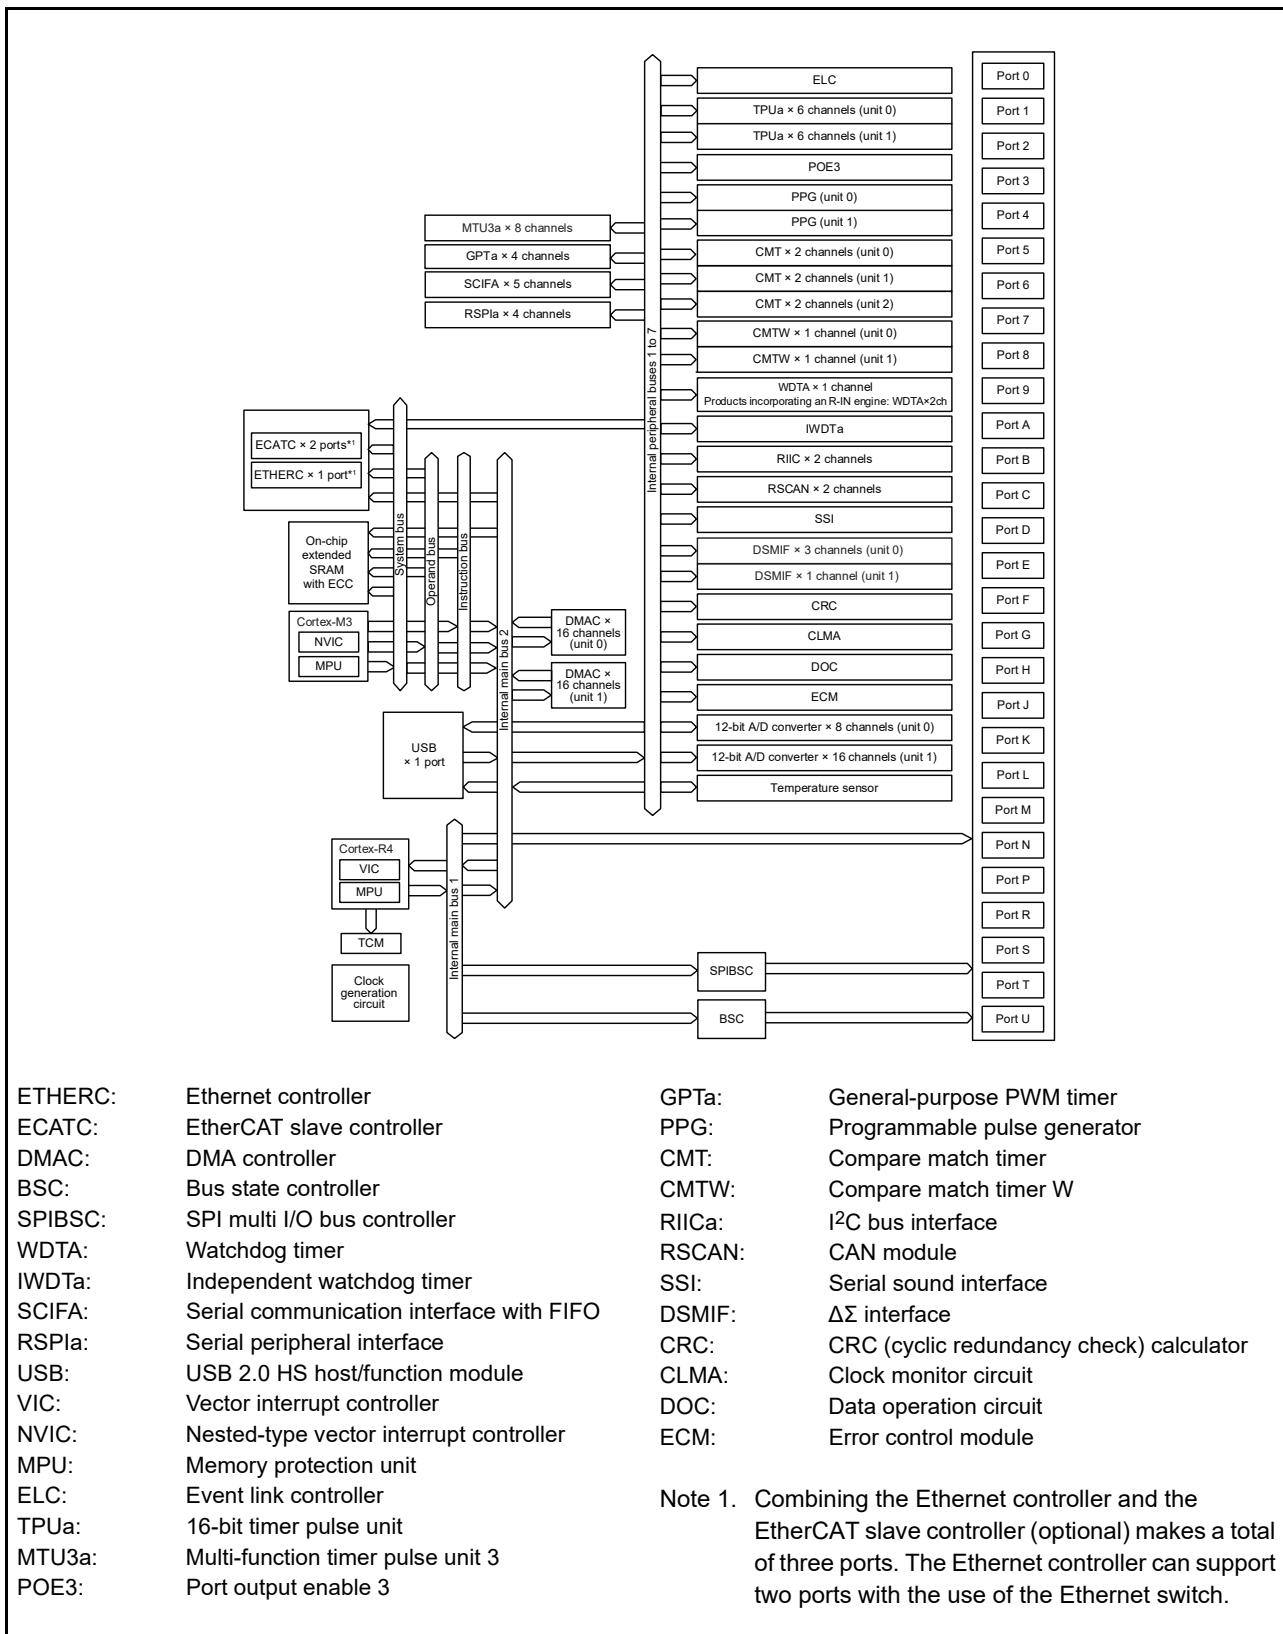 ELC
TPUa × 6 channels (unit 0)
TPUa × 6 channels (unit 1)
POE3
PPG (unit 0)
PPG (unit 1)
CMT × 2 channels (unit 0)
CMT × 2 channels (unit 1)
CMT × 2 channels (unit 2)
CMTW × 1 channel (unit 0)
CMTW × 1 channel (unit 1)
WDTA × 1 channel
Products incorporating an R-IN engine: WDTA×2ch
IWDTa
RIIC × 2 channels
RSCAN × 2 channels
SSI
DSMIF × 3 channels (unit 0)
DSMIF × 1 channel (unit 1)
CRC
CLMA
DOC
ECM
12-bit A/D converter × 8 channels (unit 0)
12-bit A/D converter × 16 channels (unit 1)
Temperature sensor
Port 0
Port 1
Port 2
Port 3
Port 4
Port 5
Port 6
Port 7
Port 8
Port 9
Port A
Port B
Port C
Port D
Port E
Port F
Port G
Port H
Port J
Port K
Port L
Port M
Port N
Port P
Port R
Port S
Port T
Port U
MTU3a × 8 channels
GPTa × 4 channels
SCIFA × 5 channels
RSPIa × 4 channels
Internal peripheral buses 1 to 7
ECATC × 2 ports*1
ETHERC × 1 port*1
System bus
Operand bus
Instruction bus
Internal main bus 2
On-chip
extended
SRAM
with ECC
Cortex-M3
NVIC
MPU
DMAC ×
16 channels
(unit 0)
DMAC ×
16 channels
(unit 1)
USB
× 1 port
Cortex-R4
VIC
MPU
TCM
Internal main bus 1
Clock
generation
circuit
SPIBSC
BSC
ETHERC: Ethernet controller
ECATC: EtherCAT slave controller
DMAC: DMA controller
BSC: Bus state controller
SPIBSC: SPI multi I/O bus controller
WDTA: Watchdog timer
IWDTa: Independent watchdog timer
SCIFA: Serial communication interface with FIFO
RSPIa: Serial peripheral interface
USB: USB 2.0 HS host/function module
VIC: Vector interrupt controller
NVIC: Nested-type vector interrupt controller
MPU: Memory protection unit
ELC: Event link controller
TPUa: 16-bit timer pulse unit
MTU3a: Multi-function timer pulse unit 3
POE3: Port output enable 3
GPTa: General-purpose PWM timer
PPG: Programmable pulse generator
CMT: Compare match timer
CMTW: Compare match timer W
RIICa: I2C bus interface
RSCAN: CAN module
SSI: Serial sound interface
DSMIF: ΔΣ interface
CRC: CRC (cyclic redundancy check) calculator
CLMA: Clock monitor circuit
DOC: Data operation circuit
ECM: Error control module
Note 1. Combining the Ethernet controller and the
EtherCAT slave controller (optional) makes a total
of three ports. The Ethernet controller can support
two ports with the use of the Ethernet switch.